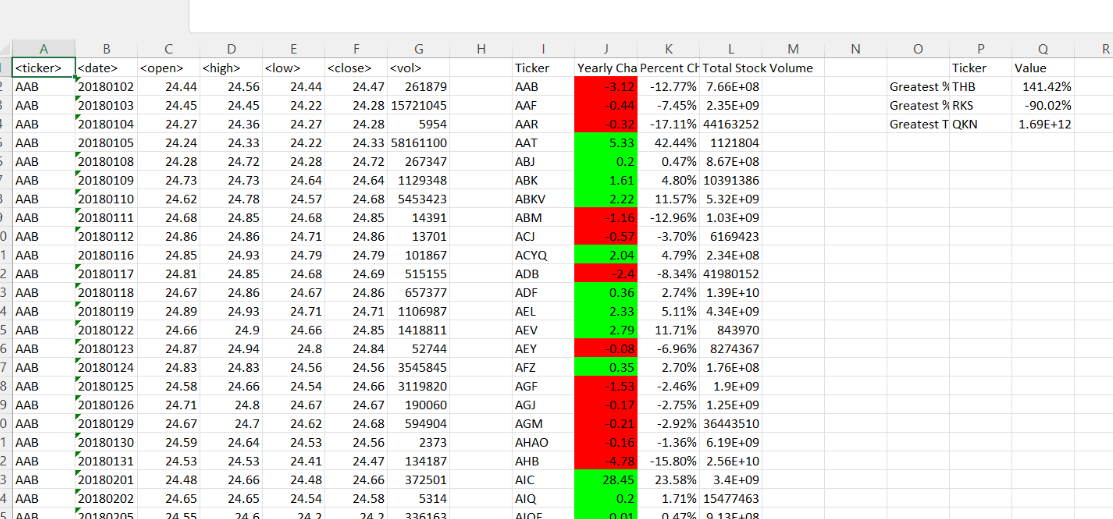 A B C D E F G H I J K L M N O P Q R
1 <ticker> <date> <open> <high> <low> <close> <vol> Ticker Yearly Cha Percent Ch Total Stock Volume Ticker Value
2 AAB 20180102 24.44 24.56 24.44 24.47 261879 AAB -3.12 -12.77% 7.66E+08 Greatest % THB 141.42%
3 AAB 20180103 24.45 24.45 24.22 24.28 15721045 AAF -0.44 -7.45% 2.35E+09 Greatest % RKS -90.02%
4 AAB 20180104 24.27 24.36 24.27 24.28 5954 AAR -0.32 -17.11% 44163252 Greatest T QKN 1.69E+12
5 AAB 20180105 24.24 24.33 24.22 24.33 58161100 AAT 5.33 42.44% 1121804
5 AAB 20180108 24.28 24.72 24.28 24.72 267347 ABJ 0.2 0.47% 8.67E+08
7 AAB 20180109 24.73 24.73 24.64 24.64 1129348 ABK 1.61 4.80% 10391386
3 AAB 20180110 24.62 24.78 24.57 24.68 5453423 ABKV 2.22 11.57% 5.32E+09
9 AAB 20180111 24.68 24.85 24.68 24.85 14391 ABM -1.16 -12.96% 1.03E+09
0 AAB 20180112 24.86 24.86 24.71 24.86 13701 ACJ -0.57 -3.70% 6169423
1 AAB 20180116 24.85 24.93 24.79 24.79 101867 ACYQ 2.04 4.79% 2.34E+08
2 AAB 20180117 24.81 24.85 24.68 24.69 515155 ADB -2.4 -8.34% 41980152
3 AAB 20180118 24.67 24.86 24.67 24.86 657377 ADF 0.36 2.74% 1.39E+10
4 AAB 20180119 24.89 24.93 24.71 24.71 1106987 AEL 2.33 5.11% 4.34E+09
5 AAB 20180122 24.66 24.9 24.66 24.85 1418811 AEV 2.79 11.71% 843970
6 AAB 20180123 24.87 24.94 24.8 24.84 52744 AEY -0.08 -6.96% 8274367
7 AAB 20180124 24.83 24.83 24.56 24.56 3545845 AFZ 0.35 2.70% 1.76E+08
8 AAB 20180125 24.58 24.66 24.54 24.66 3119820 AGF -1.53 -2.46% 1.9E+09
9 AAB 20180126 24.71 24.8 24.67 24.67 190060 AGJ -0.17 -2.75% 1.25E+09
0 AAB 20180129 24.67 24.7 24.62 24.68 594904 AGM -0.21 -2.92% 36443510
1 AAB 20180130 24.59 24.64 24.53 24.56 2373 AHAO -0.16 -1.36% 6.19E+09
2 AAB 20180131 24.53 24.53 24.41 24.47 134187 AHB -4.78 -15.80% 2.56E+10
3 AAB 20180201 24.48 24.66 24.48 24.66 372501 AIC 28.45 23.58% 3.4E+09
4 AAB 20180202 24.65 24.65 24.54 24.58 5314 AIQ 0.2 1.71% 15477463
5 AAB 20180205 24.55 24.6 24.2 24.2 336163 AIQE 0.01 0.47% 9.13E+08